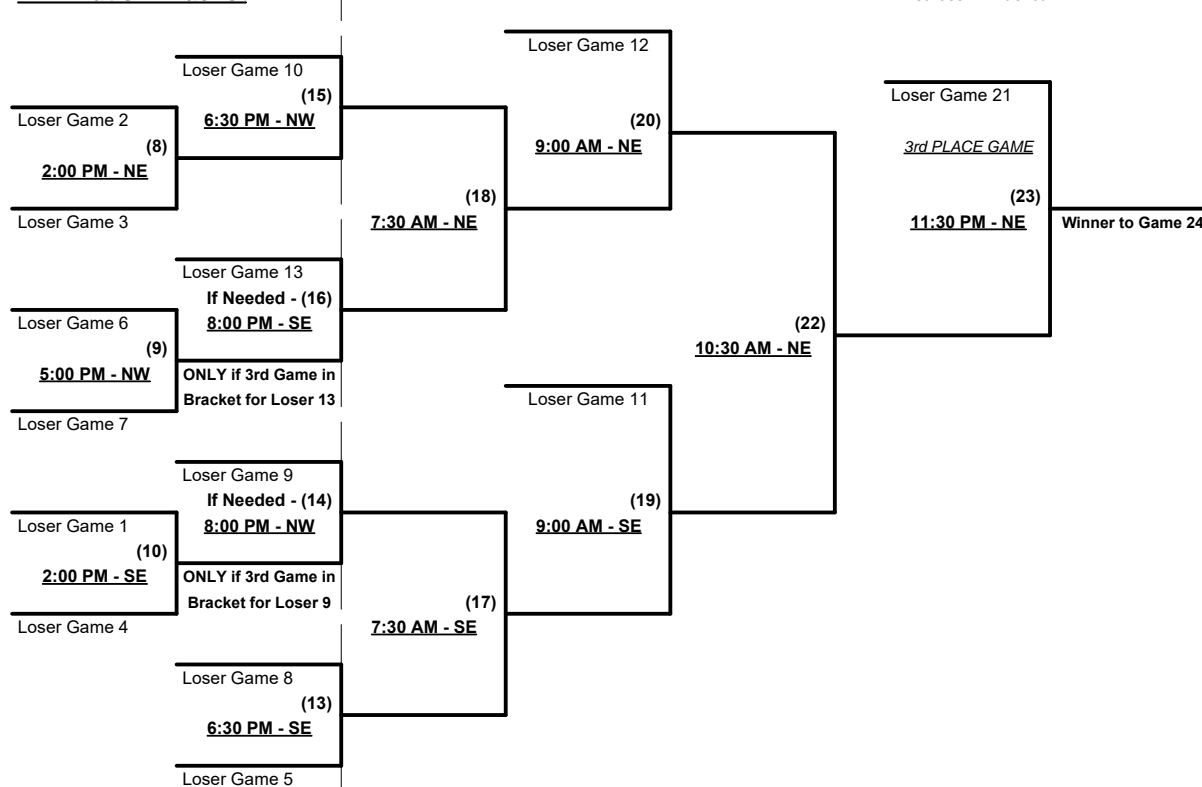 Loser Game 12
Loser Game 10
(15)
6:30 PM - NW
Loser Game 21
Loser Game 2
(8)
2:00 PM - NE
(20)
9:00 AM - NE
3rd PLACE GAME
(18)
7:30 AM - NE
(23)
11:30 PM - NE
Winner to Game 24
Loser Game 3
Loser Game 13
If Needed - (16)
8:00 PM - SE
Loser Game 6
(9)
5:00 PM - NW
(22)
10:30 AM - NE
ONLY if 3rd Game in
Bracket for Loser 13
Loser Game 11
Loser Game 7
Loser Game 9
If Needed - (14)
8:00 PM - NW
(19)
9:00 AM - SE
Loser Game 1
(10)
2:00 PM - SE
ONLY if 3rd Game in
Bracket for Loser 9
(17)
7:30 AM - SE
Loser Game 4
Loser Game 8
(13)
6:30 PM - SE
Loser Game 5